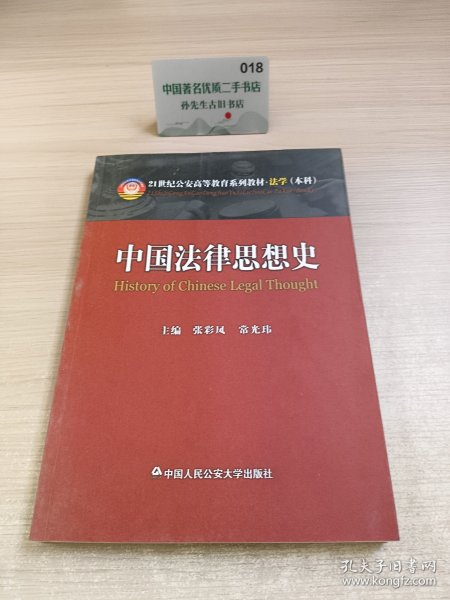 018
中国著名优质二手书店
孙先生古旧书店
21世纪公安高等教育系列教材·法学（本科）
中国法律思想史
History of Chinese Legal Thought
主编 张彩凤 常光玮
中国人民公安大学出版社
孔夫子旧书网
www.kongfz.com